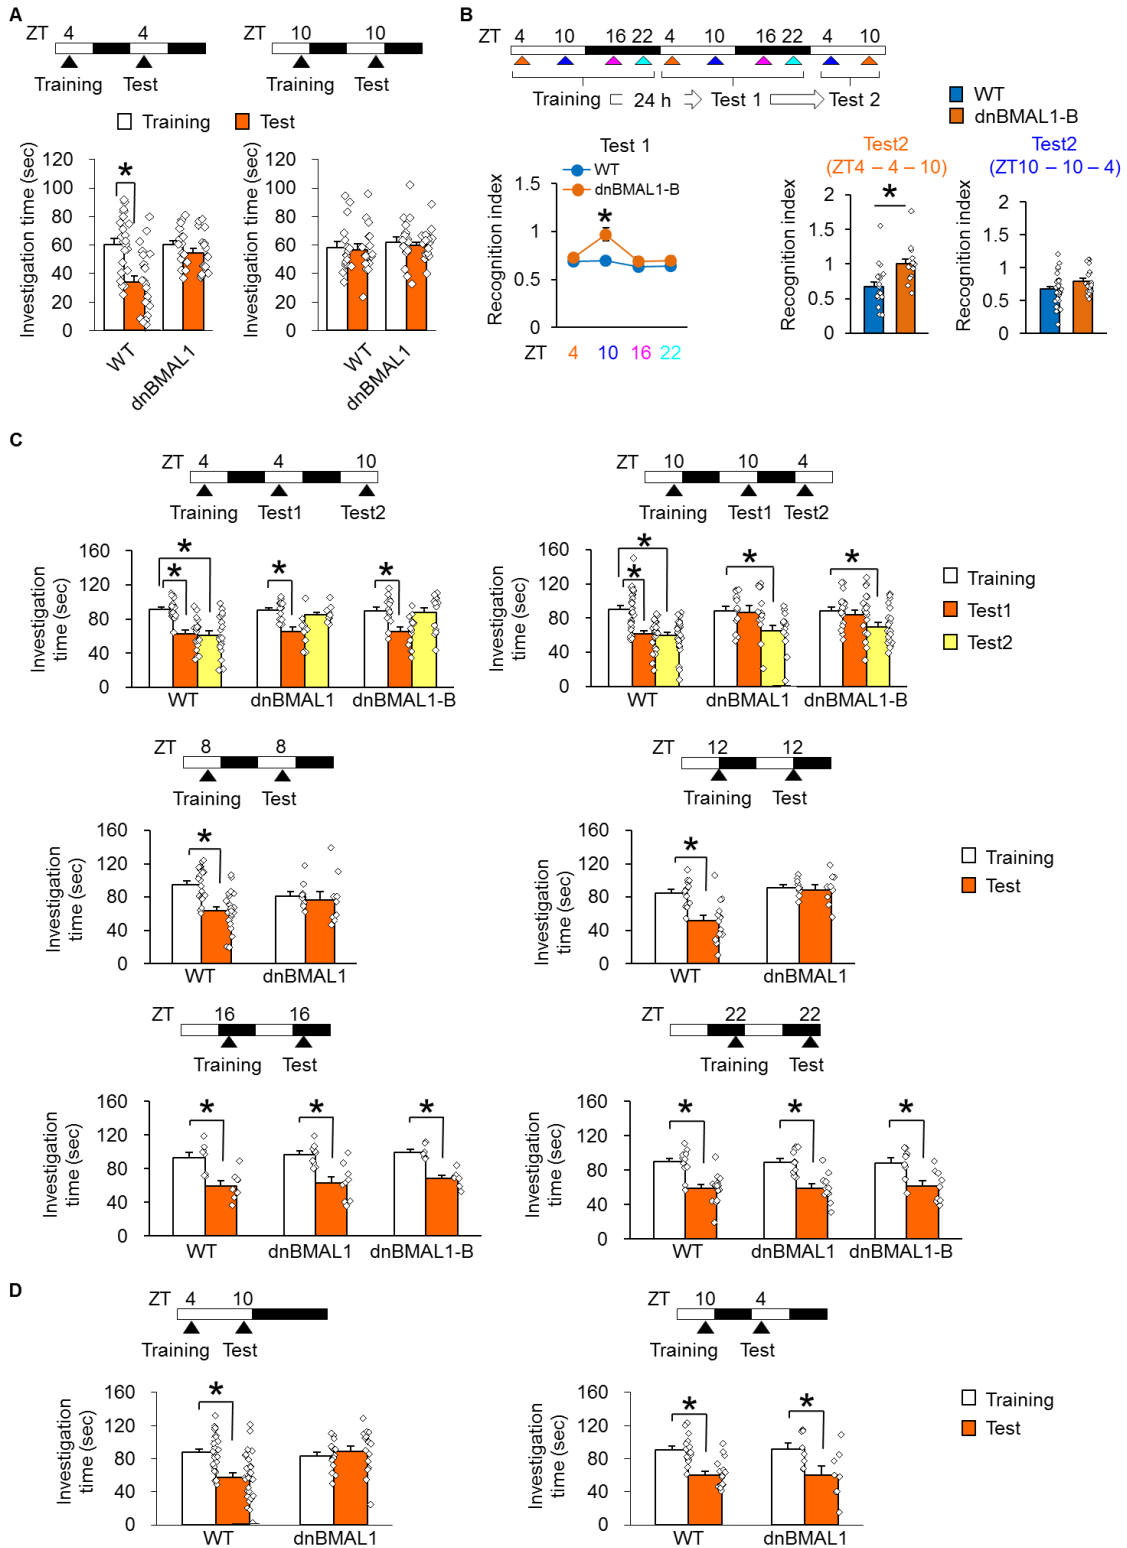 A
ZT 4 4
Training Test
ZT 10 10
Training Test
Training Test
Investigation time (sec)
120
100
80
60
40
20
0
WT
dnBMAL1
Investigation time (sec)
120
100
80
60
40
20
0
WT
dnBMAL1
*
B
ZT 4 10 16 22 4 10 16 22 4 10
Training 24 h Test 1 Test 2
WT
dnBMAL1-B
Test 1
WT
dnBMAL1-B
Recognition index
1.5
1
0.5
0
*
ZT 4 10 16 22
Test2
(ZT4 – 4 – 10)
Recognition index
2
1.5
1
0.5
0
*
Test2
(ZT10 – 10 – 4)
Recognition index
2
1.5
1
0.5
0
C
ZT 4 4 10
Training Test1 Test2
Investigation
time (sec)
160
120
80
40
0
* * * *
WT dnBMAL1 dnBMAL1-B
ZT 10 10 4
Training Test1 Test2
Investigation
time (sec)
160
120
80
40
0
* * * *
WT dnBMAL1 dnBMAL1-B
Training
Test1
Test2
ZT 8 8
Training Test
Investigation
time (sec)
160
120
80
40
0
*
WT dnBMAL1
ZT 12 12
Training Test
Investigation
time (sec)
160
120
80
40
0
*
WT dnBMAL1
Training
Test
ZT 16 16
Training Test
Investigation
time (sec)
160
120
80
40
0
* * *
WT dnBMAL1 dnBMAL1-B
ZT 22 22
Training Test
Investigation
time (sec)
160
120
80
40
0
* * *
WT dnBMAL1 dnBMAL1-B
D
ZT 4 10
Training Test
Investigation
time (sec)
160
120
80
40
0
*
WT dnBMAL1
ZT 10 4
Training Test
Investigation
time (sec)
160
120
80
40
0
* *
WT dnBMAL1
Training
Test